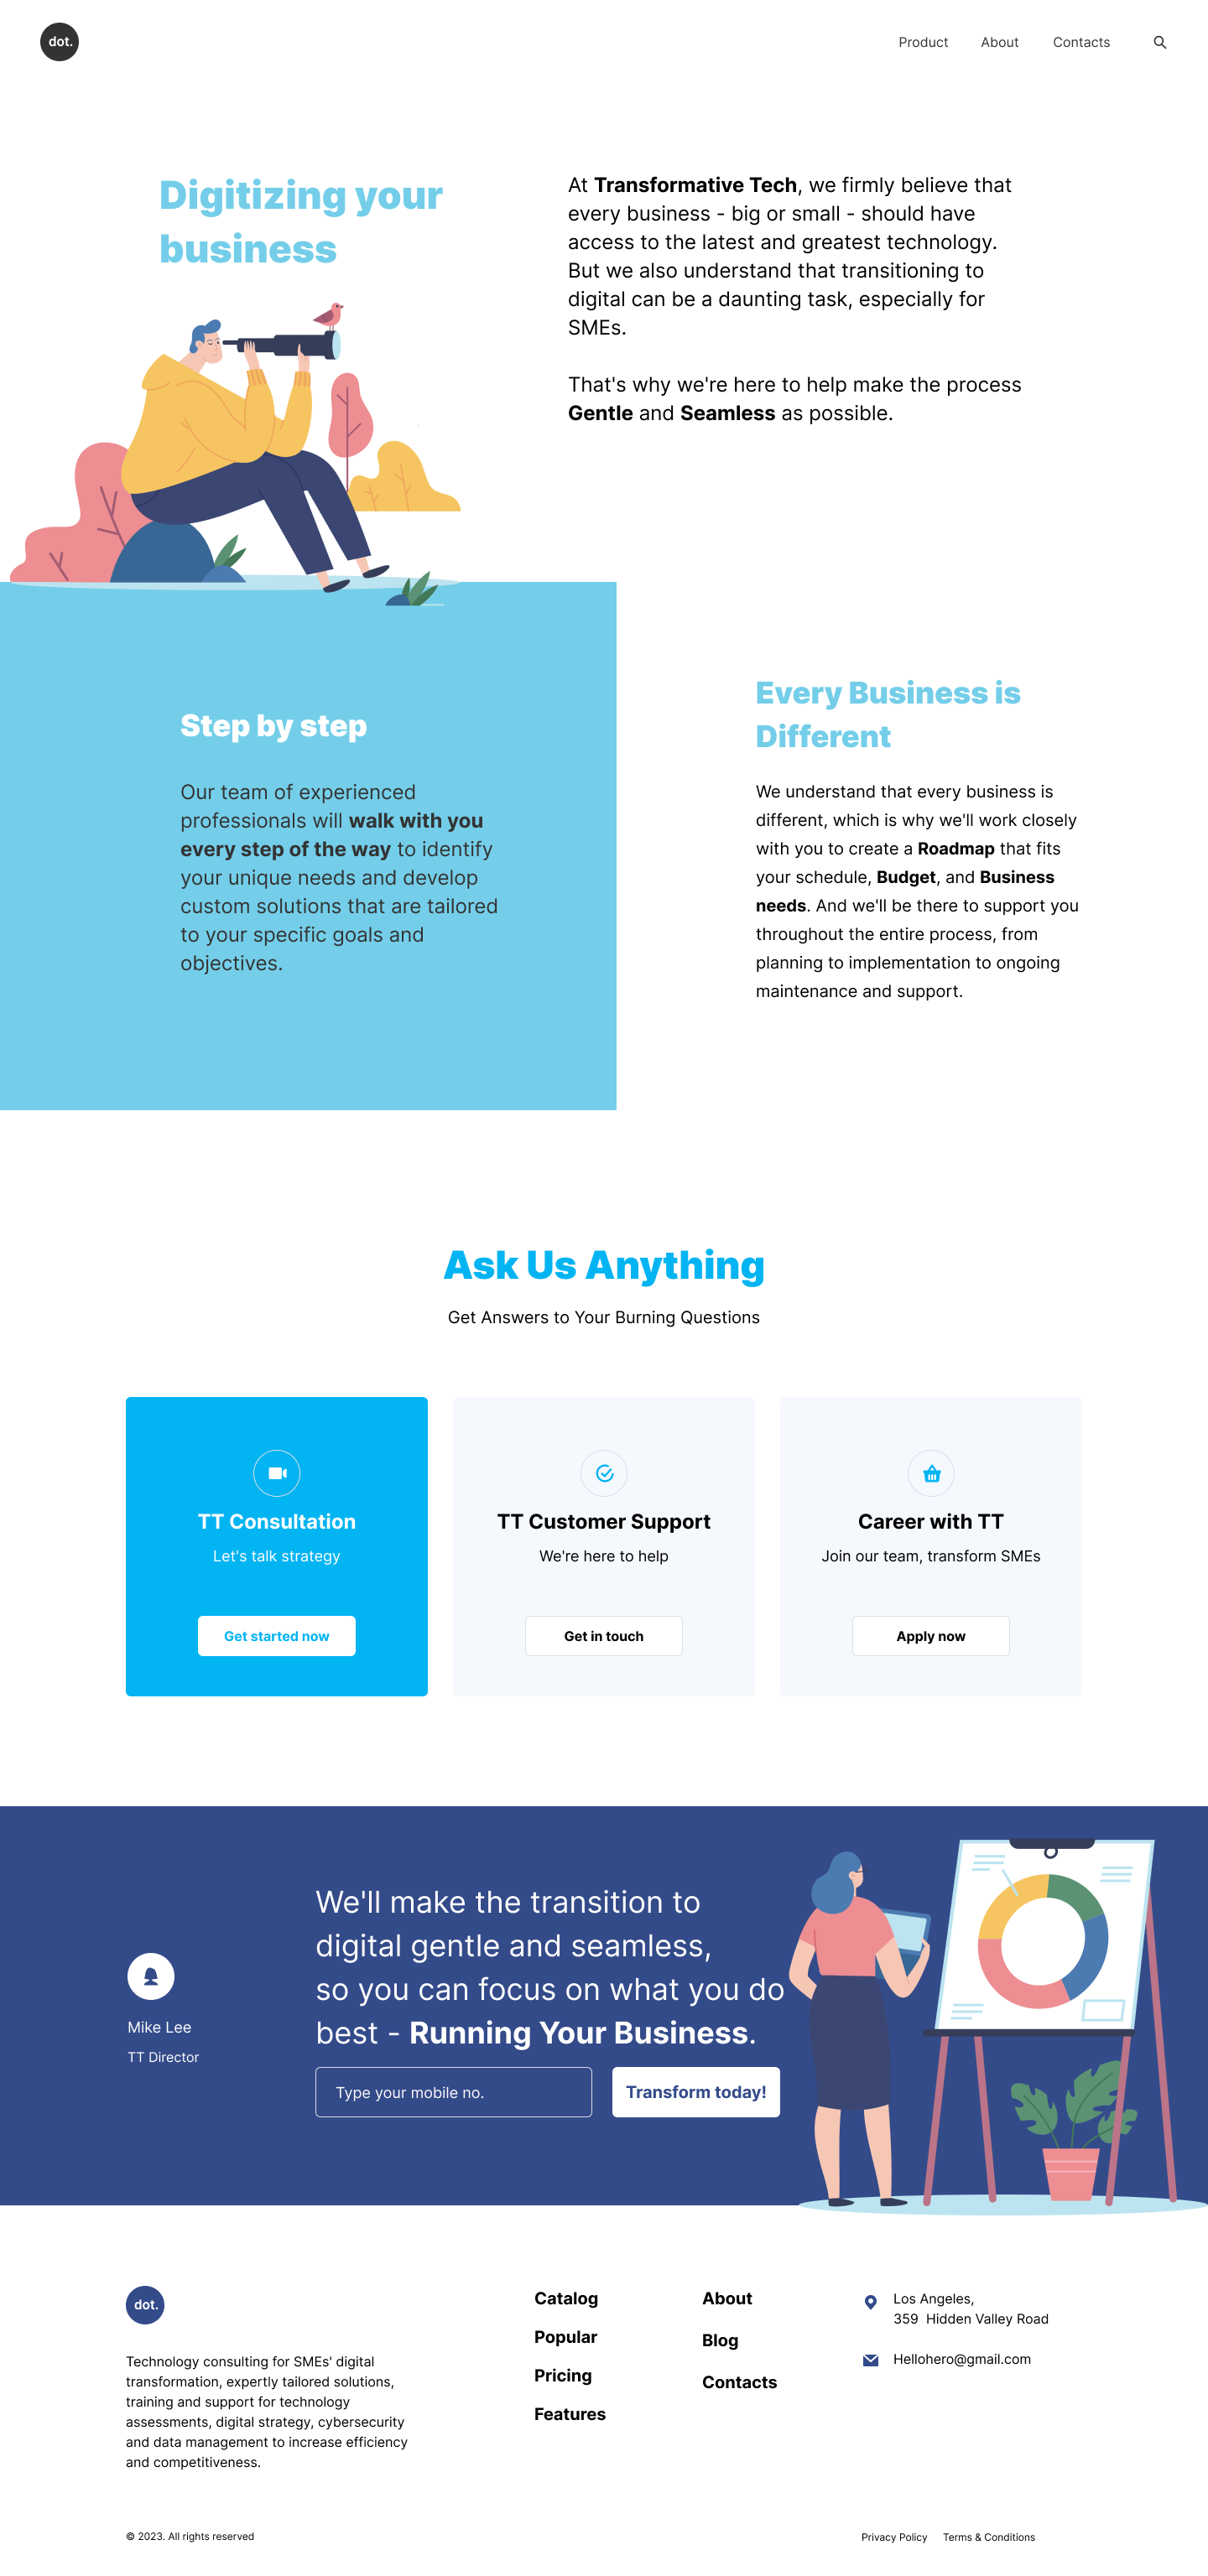 dot.
Product
About
Contacts
Digitizing your
business
At Transformative Tech, we firmly believe that
every business - big or small - should have
access to the latest and greatest technology.
But we also understand that transitioning to
digital can be a daunting task, especially for
SMEs.
That's why we're here to help make the process
Gentle and Seamless as possible.
Step by step
Our team of experienced
professionals will walk with you
every step of the way to identify
your unique needs and develop
custom solutions that are tailored
to your specific goals and
objectives.
Every Business is
Different
We understand that every business is
different, which is why we'll work closely
with you to create a Roadmap that fits
your schedule, Budget, and Business
needs. And we'll be there to support you
throughout the entire process, from
planning to implementation to ongoing
maintenance and support.
Ask Us Anything
Get Answers to Your Burning Questions
TT Consultation
Let's talk strategy
Get started now
TT Customer Support
We're here to help
Get in touch
Career with TT
Join our team, transform SMEs
Apply now
Mike Lee
TT Director
We'll make the transition to
digital gentle and seamless,
so you can focus on what you do
best - Running Your Business.
Type your mobile no.
Transform today!
dot.
Technology consulting for SMEs' digital
transformation, expertly tailored solutions,
training and support for technology
assessments, digital strategy, cybersecurity
and data management to increase efficiency
and competitiveness.
Catalog
Popular
Pricing
Features
About
Blog
Contacts
Los Angeles,
359  Hidden Valley Road
Hellohero@gmail.com
© 2023. All rights reserved
Privacy Policy
Terms & Conditions